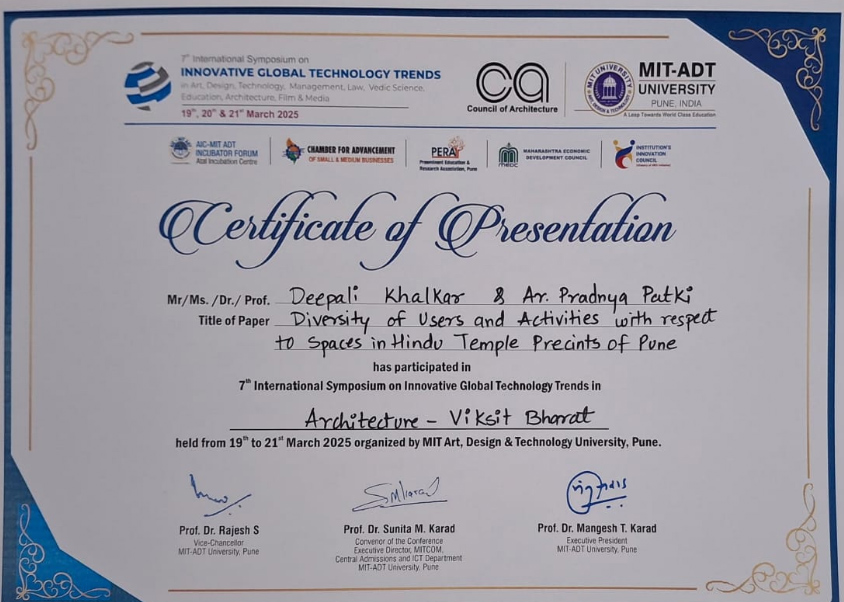 7th International Symposium on
INNOVATIVE GLOBAL TECHNOLOGY TRENDS
in Art, Design, Technology, Management, Law, Vedic Science,
Education, Architecture, Film & Media
19th, 20th & 21st March 2025
ca
Council of Architecture
MIT-ADT
UNIVERSITY
PUNE, INDIA
A Leap Towards World Class Education
AIC-MIT ADT
INCUBATOR FORUM
Atal Incubation Centre
CHAMBER FOR ADVANCEMENT
OF SMALL & MEDIUM BUSINESSES
PERA
Preeminent Education &
Research Association, Pune
MEDC
MAHARASHTRA ECONOMIC
DEVELOPMENT COUNCIL
INSTITUTION'S
INNOVATION
COUNCIL
Certificate of Presentation
Mr/Ms. /Dr./ Prof. Deepali Khalkar & Ar. Pradnya Patki
Title of Paper Diversity of Users and Activities with respect
to Spaces in Hindu Temple Precints of Pune
has participated in
7th International Symposium on Innovative Global Technology Trends in
Architecture - Viksit Bharat
held from 19th to 21st March 2025 organized by MIT Art, Design & Technology University, Pune.
Prof. Dr. Rajesh S
Vice-Chancellor
MIT-ADT University, Pune
Prof. Dr. Sunita M. Karad
Convenor of the Conference
Executive Director, MITCOM,
Central Admissions and ICT Department
MIT-ADT University, Pune
Prof. Dr. Mangesh T. Karad
Executive President
MIT-ADT University, Pune